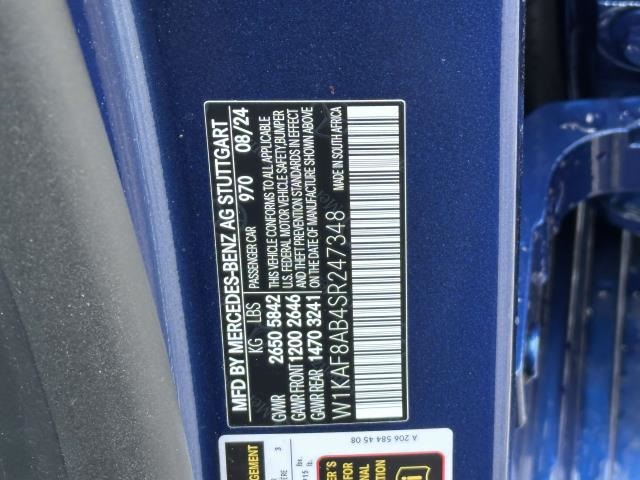 MFD BY MERCEDES-BENZ AG STUTTGART
PASSENGER CAR 970 08/24
KG LBS
GVWR 2650 5842
GAWR FRONT 1200 2646
GAWR REAR 1470 3241
THIS VEHICLE CONFORMS TO ALL APPLICABLE
U.S. FEDERAL MOTOR VEHICLE SAFETY,BUMPER
AND THEFT PREVENTION STANDARDS IN EFFECT
ON THE DATE OF MANUFACTURE SHOWN ABOVE
W1KAF8AB4SR247348 MADE IN SOUTH AFRICA
A 206 584 45 08